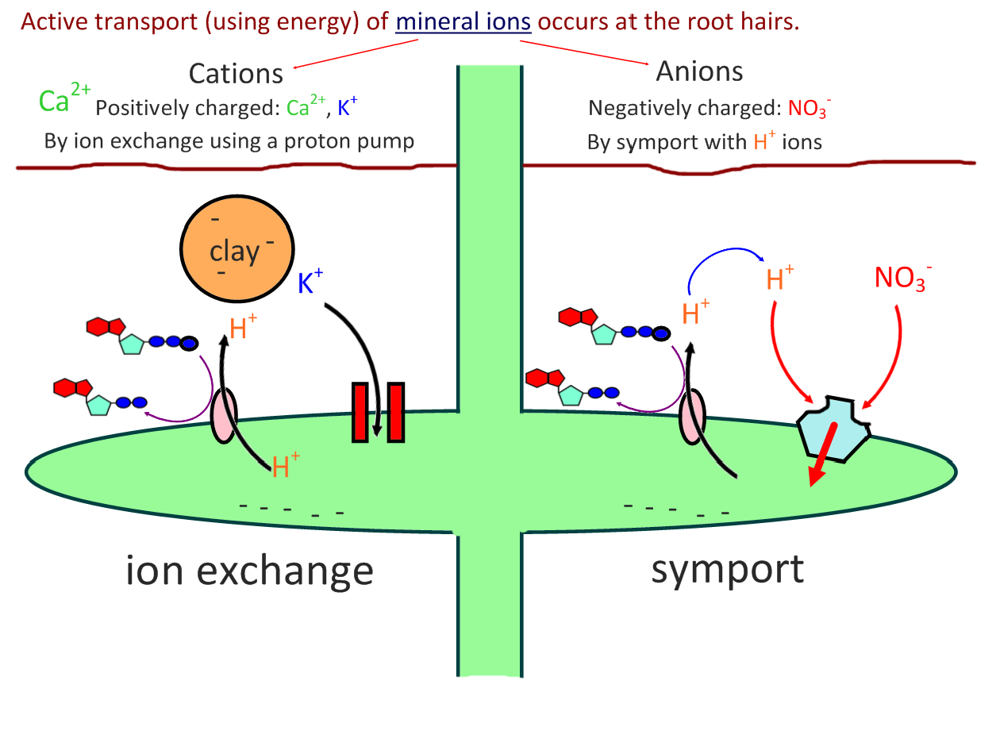 Active transport (using energy) of mineral ions occurs at the root hairs.
Cations
Ca²⁺
Positively charged: Ca²⁺, K⁺
By ion exchange using a proton pump
Anions
Negatively charged: NO₃⁻
By symport with H⁺ ions
-
clay -
-
K⁺
H⁺
H⁺
- - - - -
ion exchange
H⁺
H⁺
NO₃⁻
- - - - -
symport